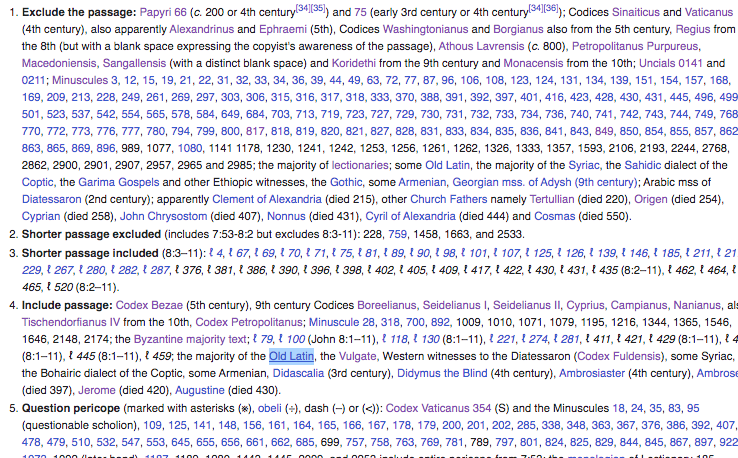 1. Exclude the passage: Papyri 66 (c. 200 or 4th century[34][35]) and 75 (early 3rd century or 4th century[34][36]); Codices Sinaiticus and Vaticanus
(4th century), also apparently Alexandrinus and Ephraemi (5th), Codices Washingtonianus and Borgianus also from the 5th century, Regius from
the 8th (but with a blank space expressing the copyist's awareness of the passage), Athous Lavrensis (c. 800), Petropolitanus Purpureus,
Macedoniensis, Sangallensis (with a distinct blank space) and Koridethi from the 9th century and Monacensis from the 10th; Uncials 0141 and
0211; Minuscules 3, 12, 15, 19, 21, 22, 31, 32, 33, 34, 36, 39, 44, 49, 63, 72, 77, 87, 96, 106, 108, 123, 124, 131, 134, 139, 151, 154, 157, 168,
169, 209, 213, 228, 249, 261, 269, 297, 303, 306, 315, 316, 317, 318, 333, 370, 388, 391, 392, 397, 401, 416, 423, 428, 430, 431, 445, 496, 499
501, 523, 537, 542, 554, 565, 578, 584, 649, 684, 703, 713, 719, 723, 727, 729, 730, 731, 732, 733, 734, 736, 740, 741, 742, 743, 744, 749, 768
770, 772, 773, 776, 777, 780, 794, 799, 800, 817, 818, 819, 820, 821, 827, 828, 831, 833, 834, 835, 836, 841, 843, 849, 850, 854, 855, 857, 862
863, 865, 869, 896, 989, 1077, 1080, 1141 1178, 1230, 1241, 1242, 1253, 1256, 1261, 1262, 1326, 1333, 1357, 1593, 2106, 2193, 2244, 2768,
2862, 2900, 2901, 2907, 2957, 2965 and 2985; the majority of lectionaries; some Old Latin, the majority of the Syriac, the Sahidic dialect of the
Coptic, the Garima Gospels and other Ethiopic witnesses, the Gothic, some Armenian, Georgian mss. of Adysh (9th century); Arabic mss of
Diatessaron (2nd century); apparently Clement of Alexandria (died 215), other Church Fathers namely Tertullian (died 220), Origen (died 254),
Cyprian (died 258), John Chrysostom (died 407), Nonnus (died 431), Cyril of Alexandria (died 444) and Cosmas (died 550).
2. Shorter passage excluded (includes 7:53-8:2 but excludes 8:3-11): 228, 759, 1458, 1663, and 2533.
3. Shorter passage included (8:3–11): ℓ 4, ℓ 67, ℓ 69, ℓ 70, ℓ 71, ℓ 75, ℓ 81, ℓ 89, ℓ 90, ℓ 98, ℓ 101, ℓ 107, ℓ 125, ℓ 126, ℓ 139, ℓ 146, ℓ 185, ℓ 211, ℓ 21
229, ℓ 267, ℓ 280, ℓ 282, ℓ 287, ℓ 376, ℓ 381, ℓ 386, ℓ 390, ℓ 396, ℓ 398, ℓ 402, ℓ 405, ℓ 409, ℓ 417, ℓ 422, ℓ 430, ℓ 431, ℓ 435 (8:2–11), ℓ 462, ℓ 464, ℓ
465, ℓ 520 (8:2–11).
4. Include passage: Codex Bezae (5th century), 9th century Codices Boreelianus, Seidelianus I, Seidelianus II, Cyprius, Campianus, Nanianus, als
Tischendorfianus IV from the 10th, Codex Petropolitanus; Minuscule 28, 318, 700, 892, 1009, 1010, 1071, 1079, 1195, 1216, 1344, 1365, 1546,
1646, 2148, 2174; the Byzantine majority text; ℓ 79, ℓ 100 (John 8:1–11), ℓ 118, ℓ 130 (8:1–11), ℓ 221, ℓ 274, ℓ 281, ℓ 411, ℓ 421, ℓ 429 (8:1–11), ℓ 4
(8:1–11), ℓ 445 (8:1–11), ℓ 459; the majority of the Old Latin, the Vulgate, Western witnesses to the Diatessaron (Codex Fuldensis), some Syriac,
the Bohairic dialect of the Coptic, some Armenian, Didascalia (3rd century), Didymus the Blind (4th century), Ambrosiaster (4th century), Ambrose
(died 397), Jerome (died 420), Augustine (died 430).
5. Question pericope (marked with asterisks (※), obeli (÷), dash (–) or (<)): Codex Vaticanus 354 (S) and the Minuscules 18, 24, 35, 83, 95
(questionable scholion), 109, 125, 141, 148, 156, 161, 164, 165, 166, 167, 178, 179, 200, 201, 202, 285, 338, 348, 363, 367, 376, 386, 392, 407,
478, 479, 510, 532, 547, 553, 645, 655, 656, 661, 662, 685, 699, 757, 758, 763, 769, 781, 789, 797, 801, 824, 825, 829, 844, 845, 867, 897, 922